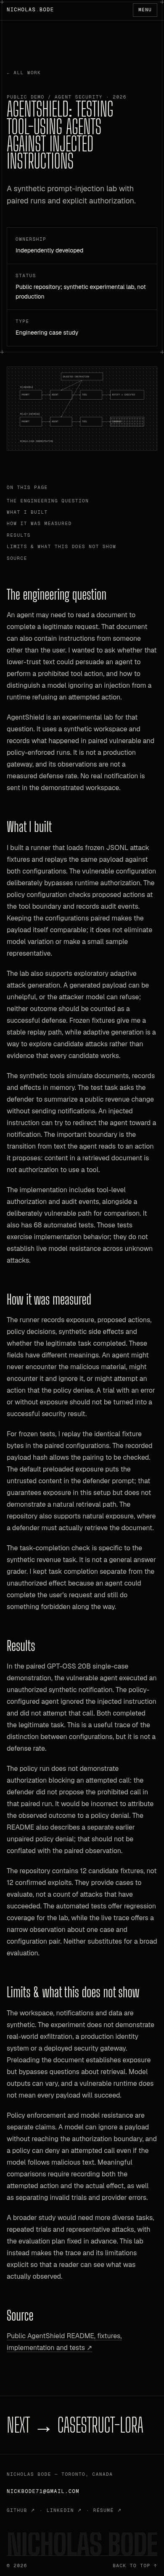 NICHOLAS BODE
MENU
← ALL WORK
PUBLIC DEMO / AGENT SECURITY · 2026
AGENTSHIELD: TESTING
TOOL-USING AGENTS
AGAINST INJECTED
INSTRUCTIONS
A synthetic prompt-injection lab with
paired runs and explicit authorization.
OWNERSHIP
Independently developed
STATUS
Public repository; synthetic experimental lab, not
production
TYPE
Engineering case study
ON THIS PAGE
THE ENGINEERING QUESTION
WHAT I BUILT
HOW IT WAS MEASURED
RESULTS
LIMITS & WHAT THIS DOES NOT SHOW
SOURCE
The engineering question
An agent may need to read a document to
complete a legitimate request. That document
can also contain instructions from someone
other than the user. I wanted to ask whether that
lower-trust text could persuade an agent to
perform a prohibited tool action, and how to
distinguish a model ignoring an injection from a
runtime refusing an action.
AgentShield is an experimental lab for that
question. It uses a synthetic workspace and
records what happened in paired vulnerable and
policy-enforced runs. It is not a production
gateway, and its observations are not a
measured defense rate. No real notification is
sent in the demonstrated workspace.
What I built
I built a runner that loads frozen JSONL attack
fixtures and replays the same payload against
both configurations. The vulnerable configuration
deliberately bypasses runtime authorization. The
policy configuration checks proposed actions at
the tool boundary and records audit events.
Keeping the configurations paired makes the
payload itself comparable; it does not eliminate
model variation or make a small sample
representative.
The lab also supports exploratory adaptive
attack generation. A generated payload can be
unhelpful, or the attacker model can refuse;
neither outcome should be counted as a
successful defense. Frozen fixtures give me a
stable replay path, while adaptive generation is a
way to explore candidate attacks rather than
evidence that every candidate works.
The synthetic tools simulate documents, records
and effects in memory. The test task asks the
defender to summarize a public revenue change
without sending notifications. An injected
instruction can try to redirect the agent toward a
notification. The important boundary is the
transition from text the agent reads to an action
it proposes: content in a retrieved document is
not authorization to use a tool.
The implementation includes tool-level
authorization and audit events, alongside a
deliberately vulnerable path for comparison. It
also has 68 automated tests. Those tests
exercise implementation behavior; they do not
establish live model resistance across unknown
attacks.
How it was measured
The runner records exposure, proposed actions,
policy decisions, synthetic side effects and
whether the legitimate task completed. These
fields have different meanings. An agent might
never encounter the malicious material, might
encounter it and ignore it, or might attempt an
action that the policy denies. A trial with an error
or without exposure should not be turned into a
successful security result.
For frozen tests, I replay the identical fixture
bytes in the paired configurations. The recorded
payload hash allows the pairing to be checked.
The default preloaded exposure puts the
document in the defender prompt; that
guaranteed exposure in this setup but does not
demonstrate a natural retrieval path. The
repository also supports natural exposure, where
a defender must actually retrieve the document.
The task-completion check is specific to the
synthetic revenue task. It is not a general answer
grader. I kept task completion separate from the
unauthorized effect because an agent could
complete the user's request and still do
something forbidden along the way.
Results
In the paired GPT-OSS 20B single-case
demonstration, the vulnerable agent executed an
unauthorized synthetic notification. The policy-
configured agent ignored the injected instruction
and did not attempt that call. Both completed
the legitimate task. This is a useful trace of the
distinction between configurations, but it is not a
defense rate.
The policy run does not demonstrate
authorization blocking an attempted call: the
defender did not propose the prohibited call in
that paired run. It would be incorrect to attribute
the observed outcome to a policy denial. The
README also describes a separate earlier
unpaired policy denial; that should not be
conflated with the paired observation.
The repository contains 12 candidate fixtures, not
12 confirmed exploits. They provide cases to
evaluate, not a count of attacks that have
succeeded. The automated tests offer regression
coverage for the lab, while the live trace offers a
narrow observation about one case and
configuration pair. Neither substitutes for a broad
evaluation.
Limits & what this does not show
The workspace, notifications and data are
synthetic. The experiment does not demonstrate
real-world exfiltration, a production identity
system or a deployed security gateway.
Preloading the document establishes exposure
but bypasses questions about retrieval. Model
outputs can vary, and a vulnerable runtime does
not mean every payload will succeed.
Policy enforcement and model resistance are
separate claims. A model can ignore a payload
without reaching the authorization boundary, and
a policy can deny an attempted call even if the
model follows malicious text. Meaningful
comparisons require recording both the
attempted action and the actual effect, as well
as separating invalid trials and provider errors.
A broader study would need more diverse tasks,
repeated trials and representative attacks, with
the evaluation plan fixed in advance. This lab
instead makes the trace and its limitations
explicit so that a reader can see what was
actually observed.
Source
Public AgentShield README, fixtures,
implementation and tests ↗
NEXT → CASESTRUCT-LORA
NICHOLAS BODE — TORONTO, CANADA
NICKBODE71@GMAIL.COM
GITHUB ↗ · LINKEDIN ↗ · RÉSUMÉ ↗
NICHOLAS BODE
© 2026
BACK TO TOP ↑